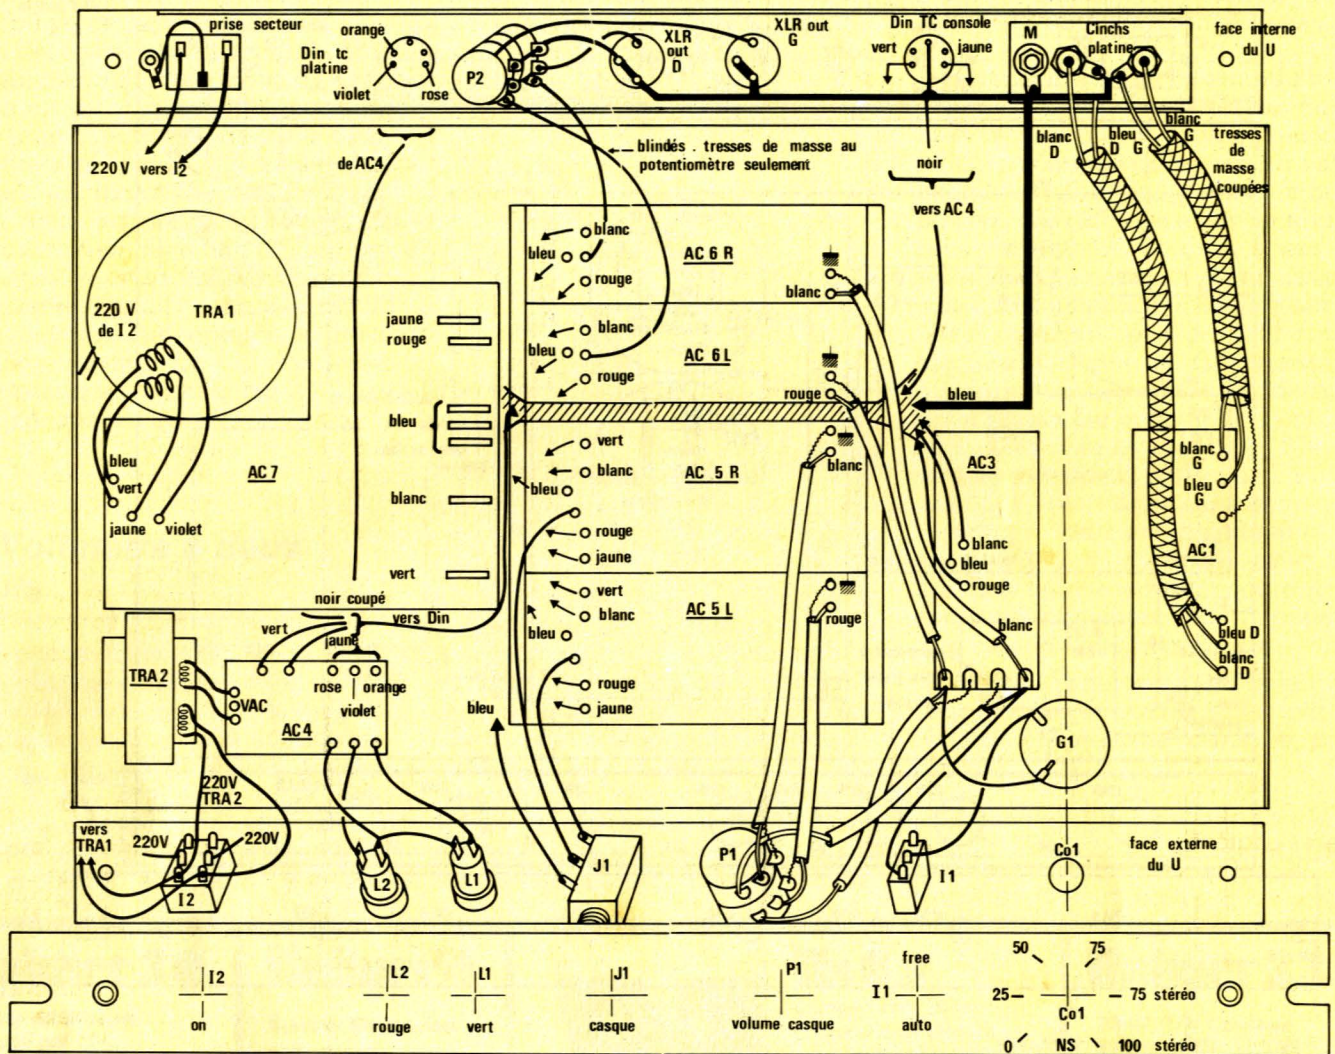 prise secteur
orange
Din tc
platine
violet
rose
P2
XLR
out
D
XLR out
G
Din TC console
vert
jaune
M
Cinchs
platine
face interne
du U
220 V vers I2
de AC4
blindés . tresses de masse au
potentiomètre seulement
noir
vers AC 4
blanc
D
bleu
D
G
blanc
G
tresses
de
masse
coupées
TRA 1
220 V
de I 2
bleu
vert
jaune
violet
AC 7
jaune
rouge
bleu
blanc
vert
blanc
bleu
rouge
AC 6 R
blanc
blanc
bleu
rouge
AC 6 L
rouge
bleu
vert
blanc
bleu
rouge
jaune
AC 5 R
blanc
vert
blanc
bleu
rouge
jaune
AC 5 L
rouge
AC3
blanc
bleu
rouge
blanc
blanc
G
bleu
G
AC1
bleu D
blanc
D
noir coupé
vers Din
vert
jaune
rose
orange
violet
TRA 2
VAC
AC 4
bleu
G1
220V
TRA 2
vers
TRA1
220V
220V
I2
L2
L1
J1
P1
I1
Co1
face externe
du U
I2
on
L2
rouge
L1
vert
J1
casque
P1
volume casque
free
I1
auto
50
75
25
75 stéréo
Co1
0
NS
100 stéréo